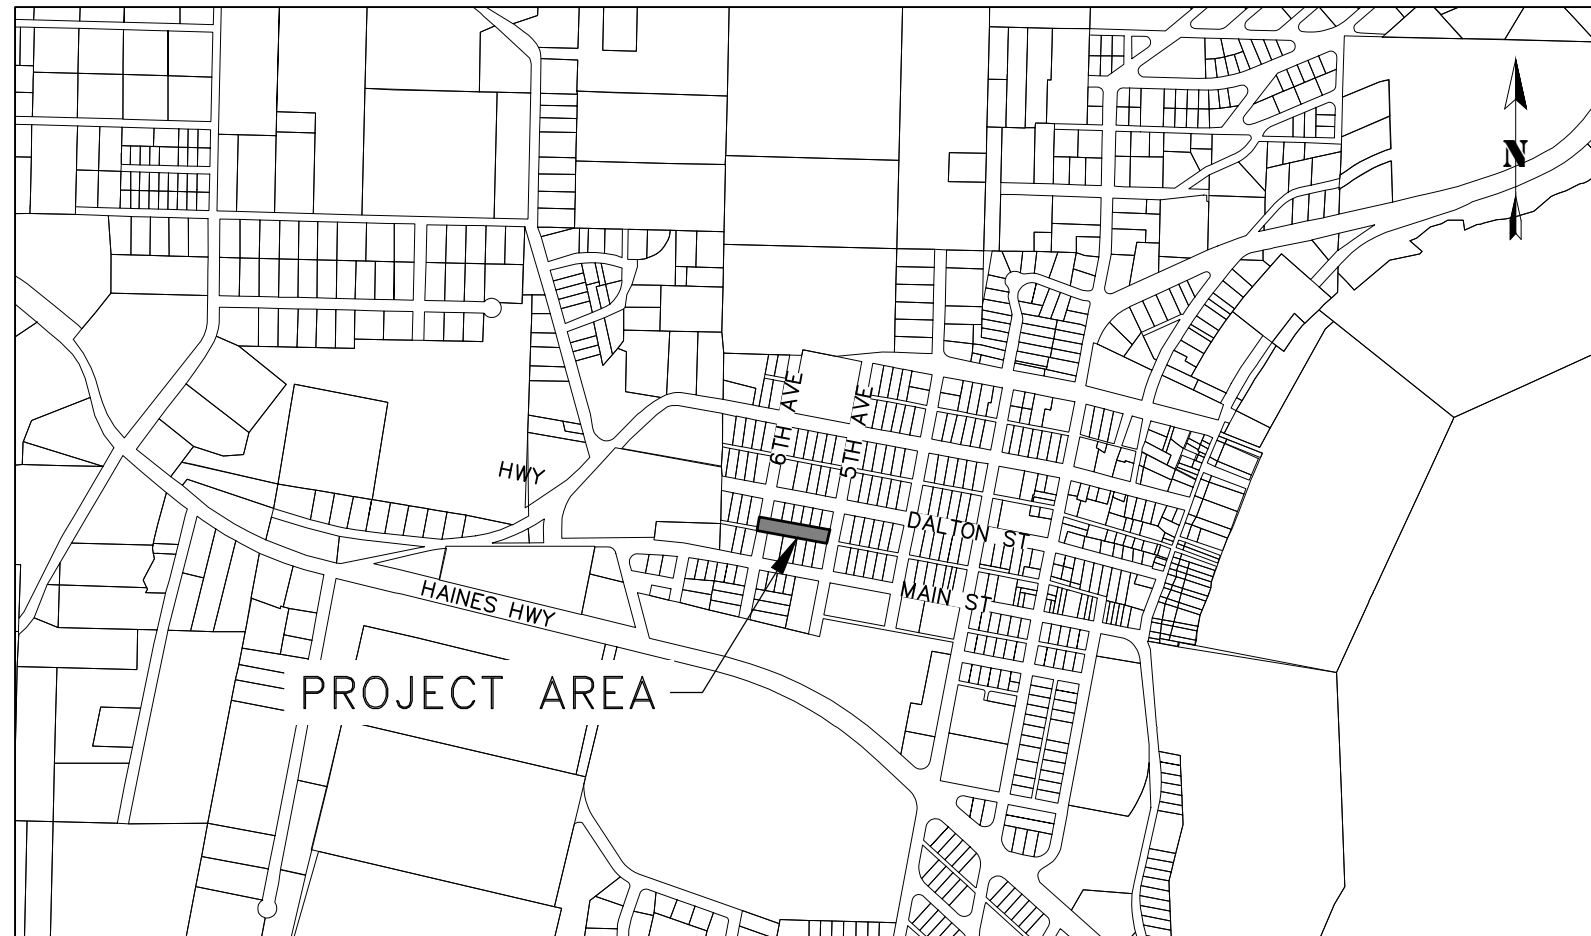 N
6TH AVE
5TH AVE
HWY
DALTON ST
HAINES HWY
MAIN ST
PROJECT AREA